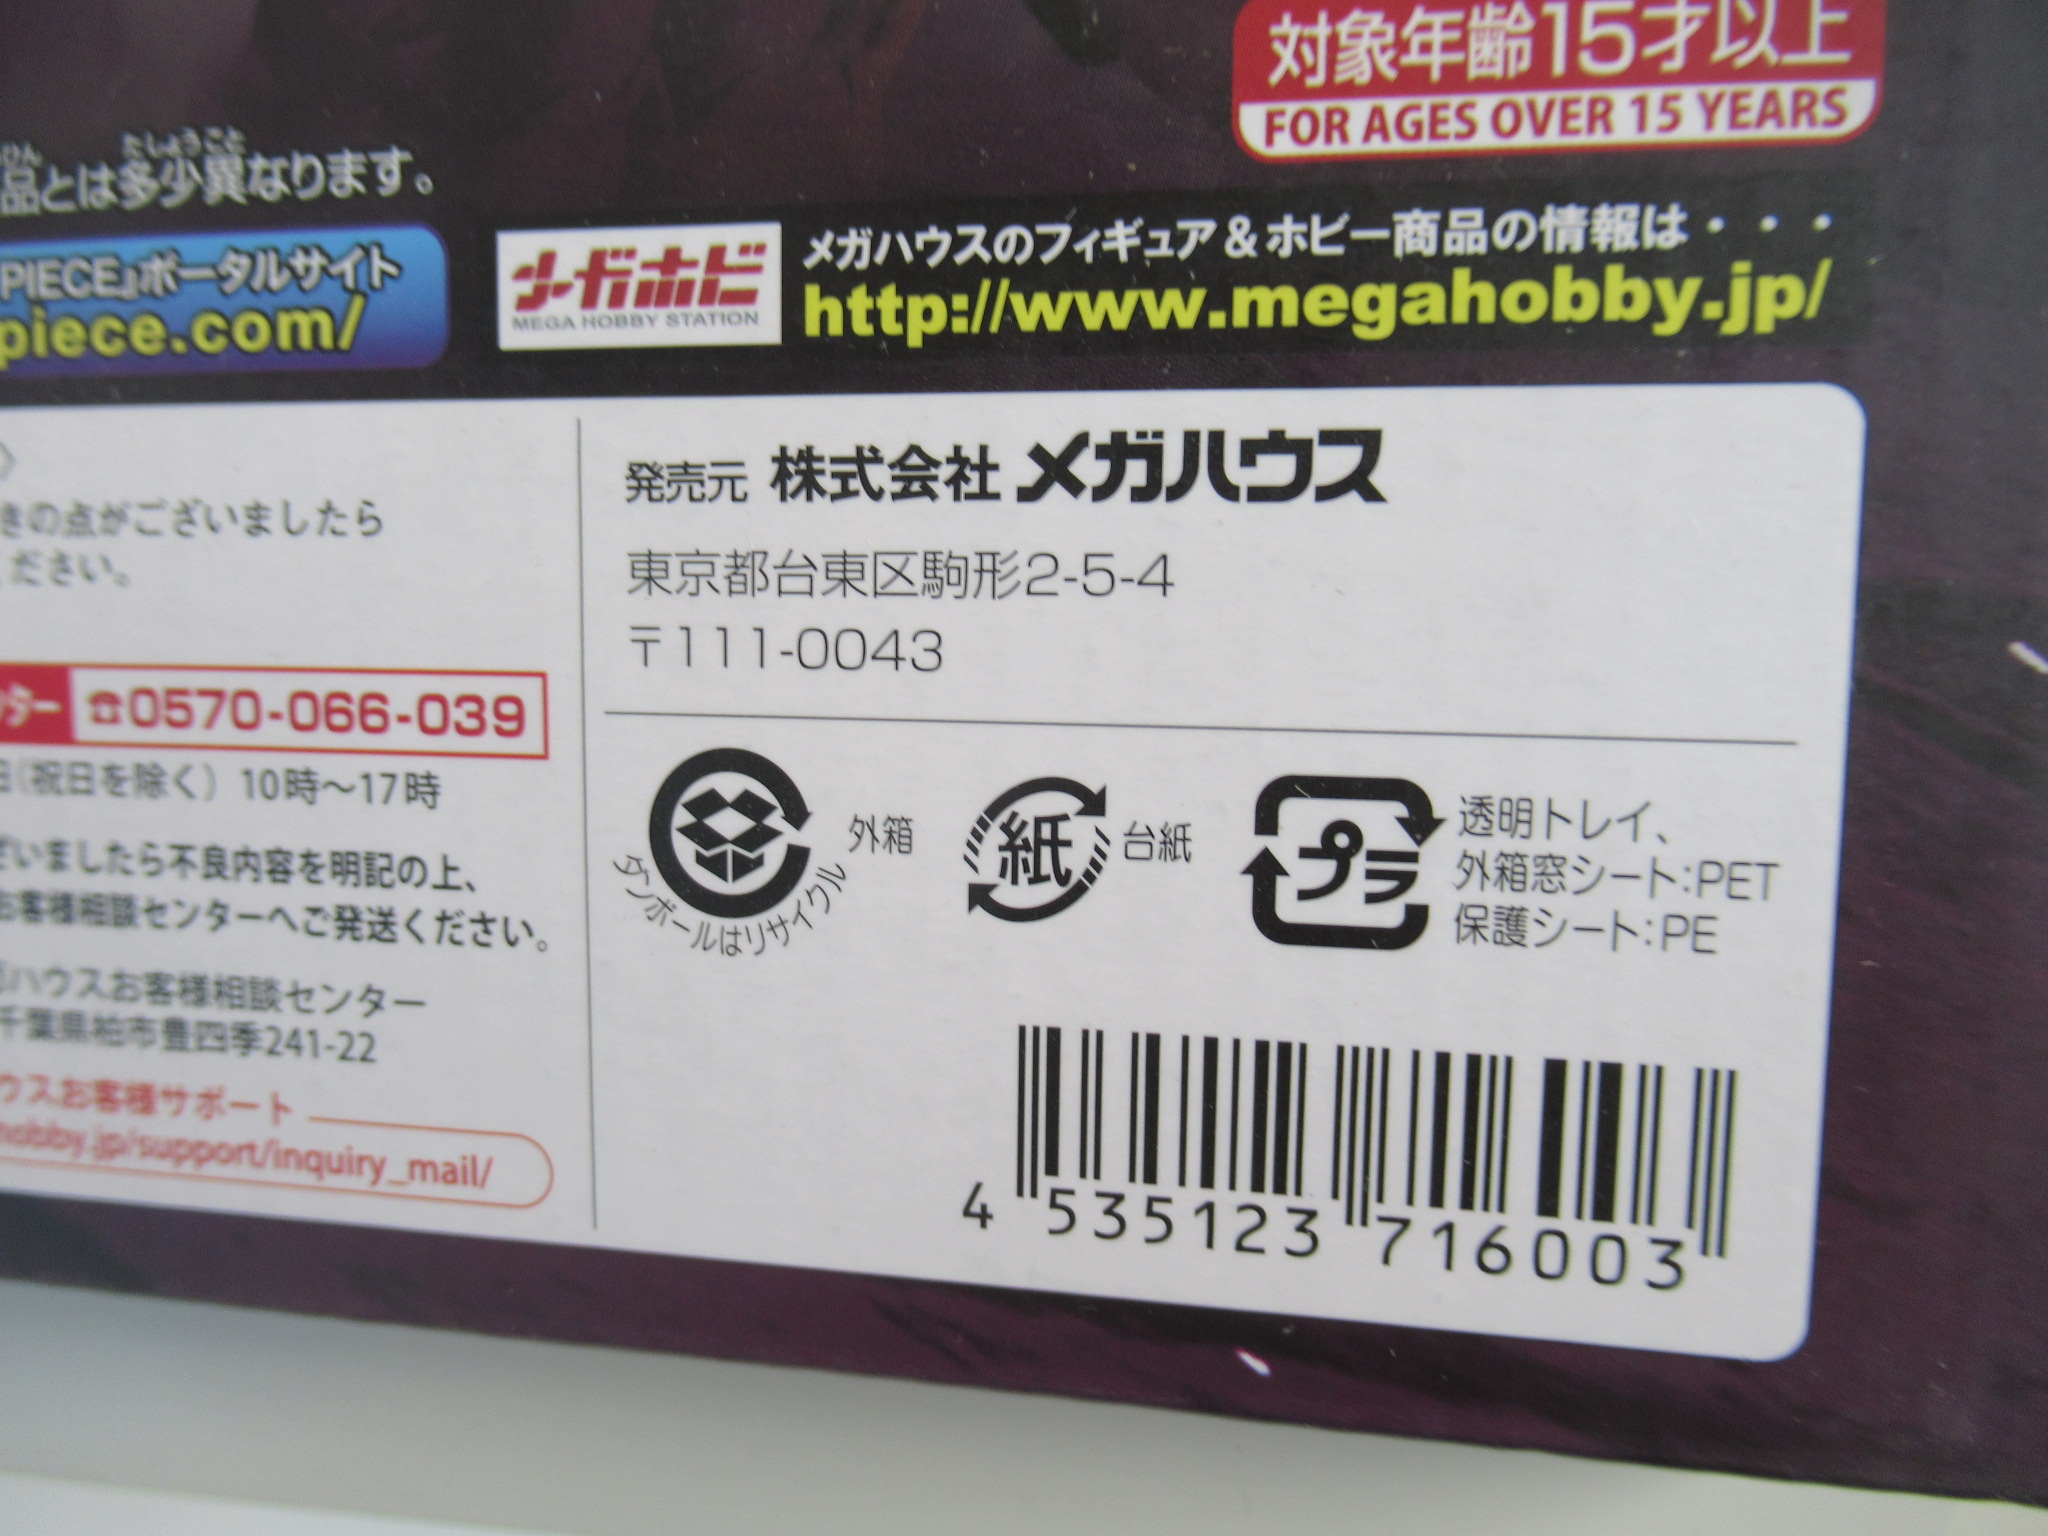 対象年齢15才以上
FOR AGES OVER 15 YEARS
たしょうこと
品とは多少異なります。
PIECE』ポータルサイト
piece.com/
メガホビ
MEGA HOBBY STATION
メガハウスのフィギュア&ホビー商品の情報は・・・
http://www.megahobby.jp/
きの点がございましたら
ください。
☎0570-066-039
日(祝日を除く) 10時〜17時
ざいましたら不良内容を明記の上、
お客様相談センターへご発送ください。
ガハウスお客様相談センター
千葉県柏市豊四季241-22
ウスお客様サポート
hobby.jp/support/inquiry_mail/
発売元 株式会社 メガハウス
東京都台東区駒形2-5-4
〒111-0043
ダンボールはリサイクル
外箱
紙
台紙
プラ
透明トレイ、
外箱窓シート:PET
保護シート:PE
4 535123 716003